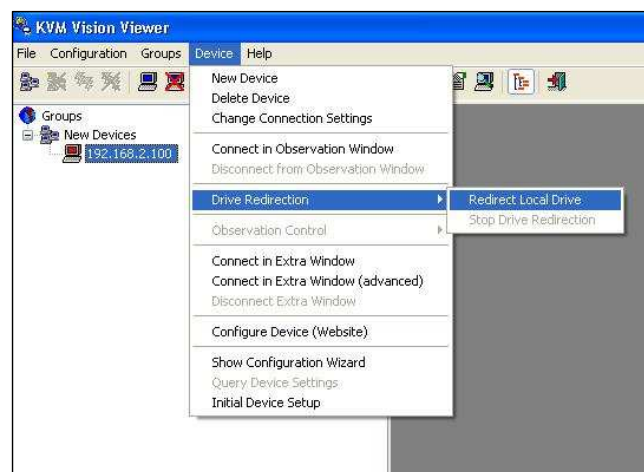 KVM Vision Viewer
File Configuration Groups Device Help
Groups
New Devices
192.168.2.100
New Device
Delete Device
Change Connection Settings
Connect in Observation Window
Disconnect from Observation Window
Drive Redirection
Redirect Local Drive
Stop Drive Redirection
Observation Control
Connect in Extra Window
Connect in Extra Window (advanced)
Disconnect Extra Window
Configure Device (Website)
Show Configuration Wizard
Query Device Settings
Initial Device Setup